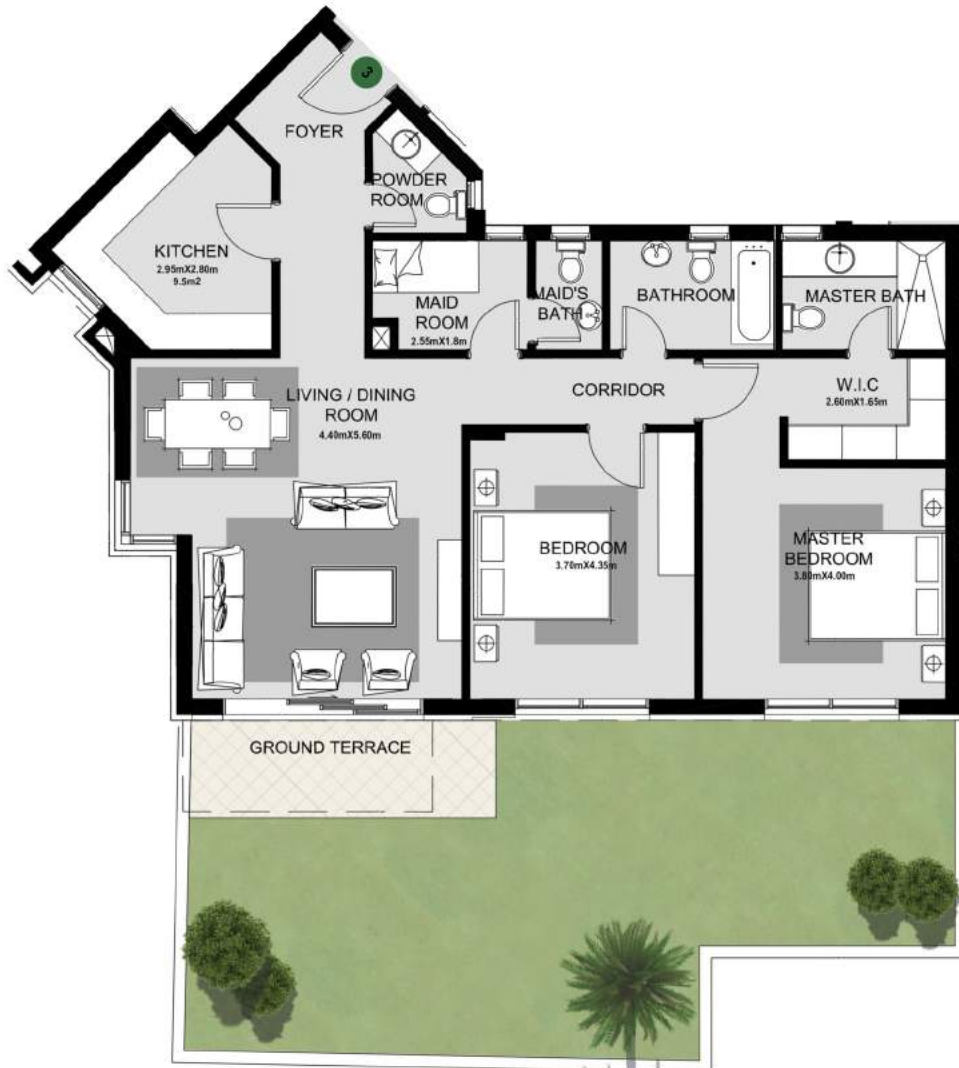 3
FOYER
POWDER
ROOM
KITCHEN
2.95mX2.80m
9.5m2
MAID
ROOM
2.55mX1.8m
MAID'S
BATH
BATHROOM
MASTER BATH
LIVING / DINING
ROOM
4.40mX5.60m
CORRIDOR
W.I.C
2.60mX1.65m
BEDROOM
3.70mX4.35m
MASTER
BEDROOM
3.80mX4.00m
GROUND TERRACE